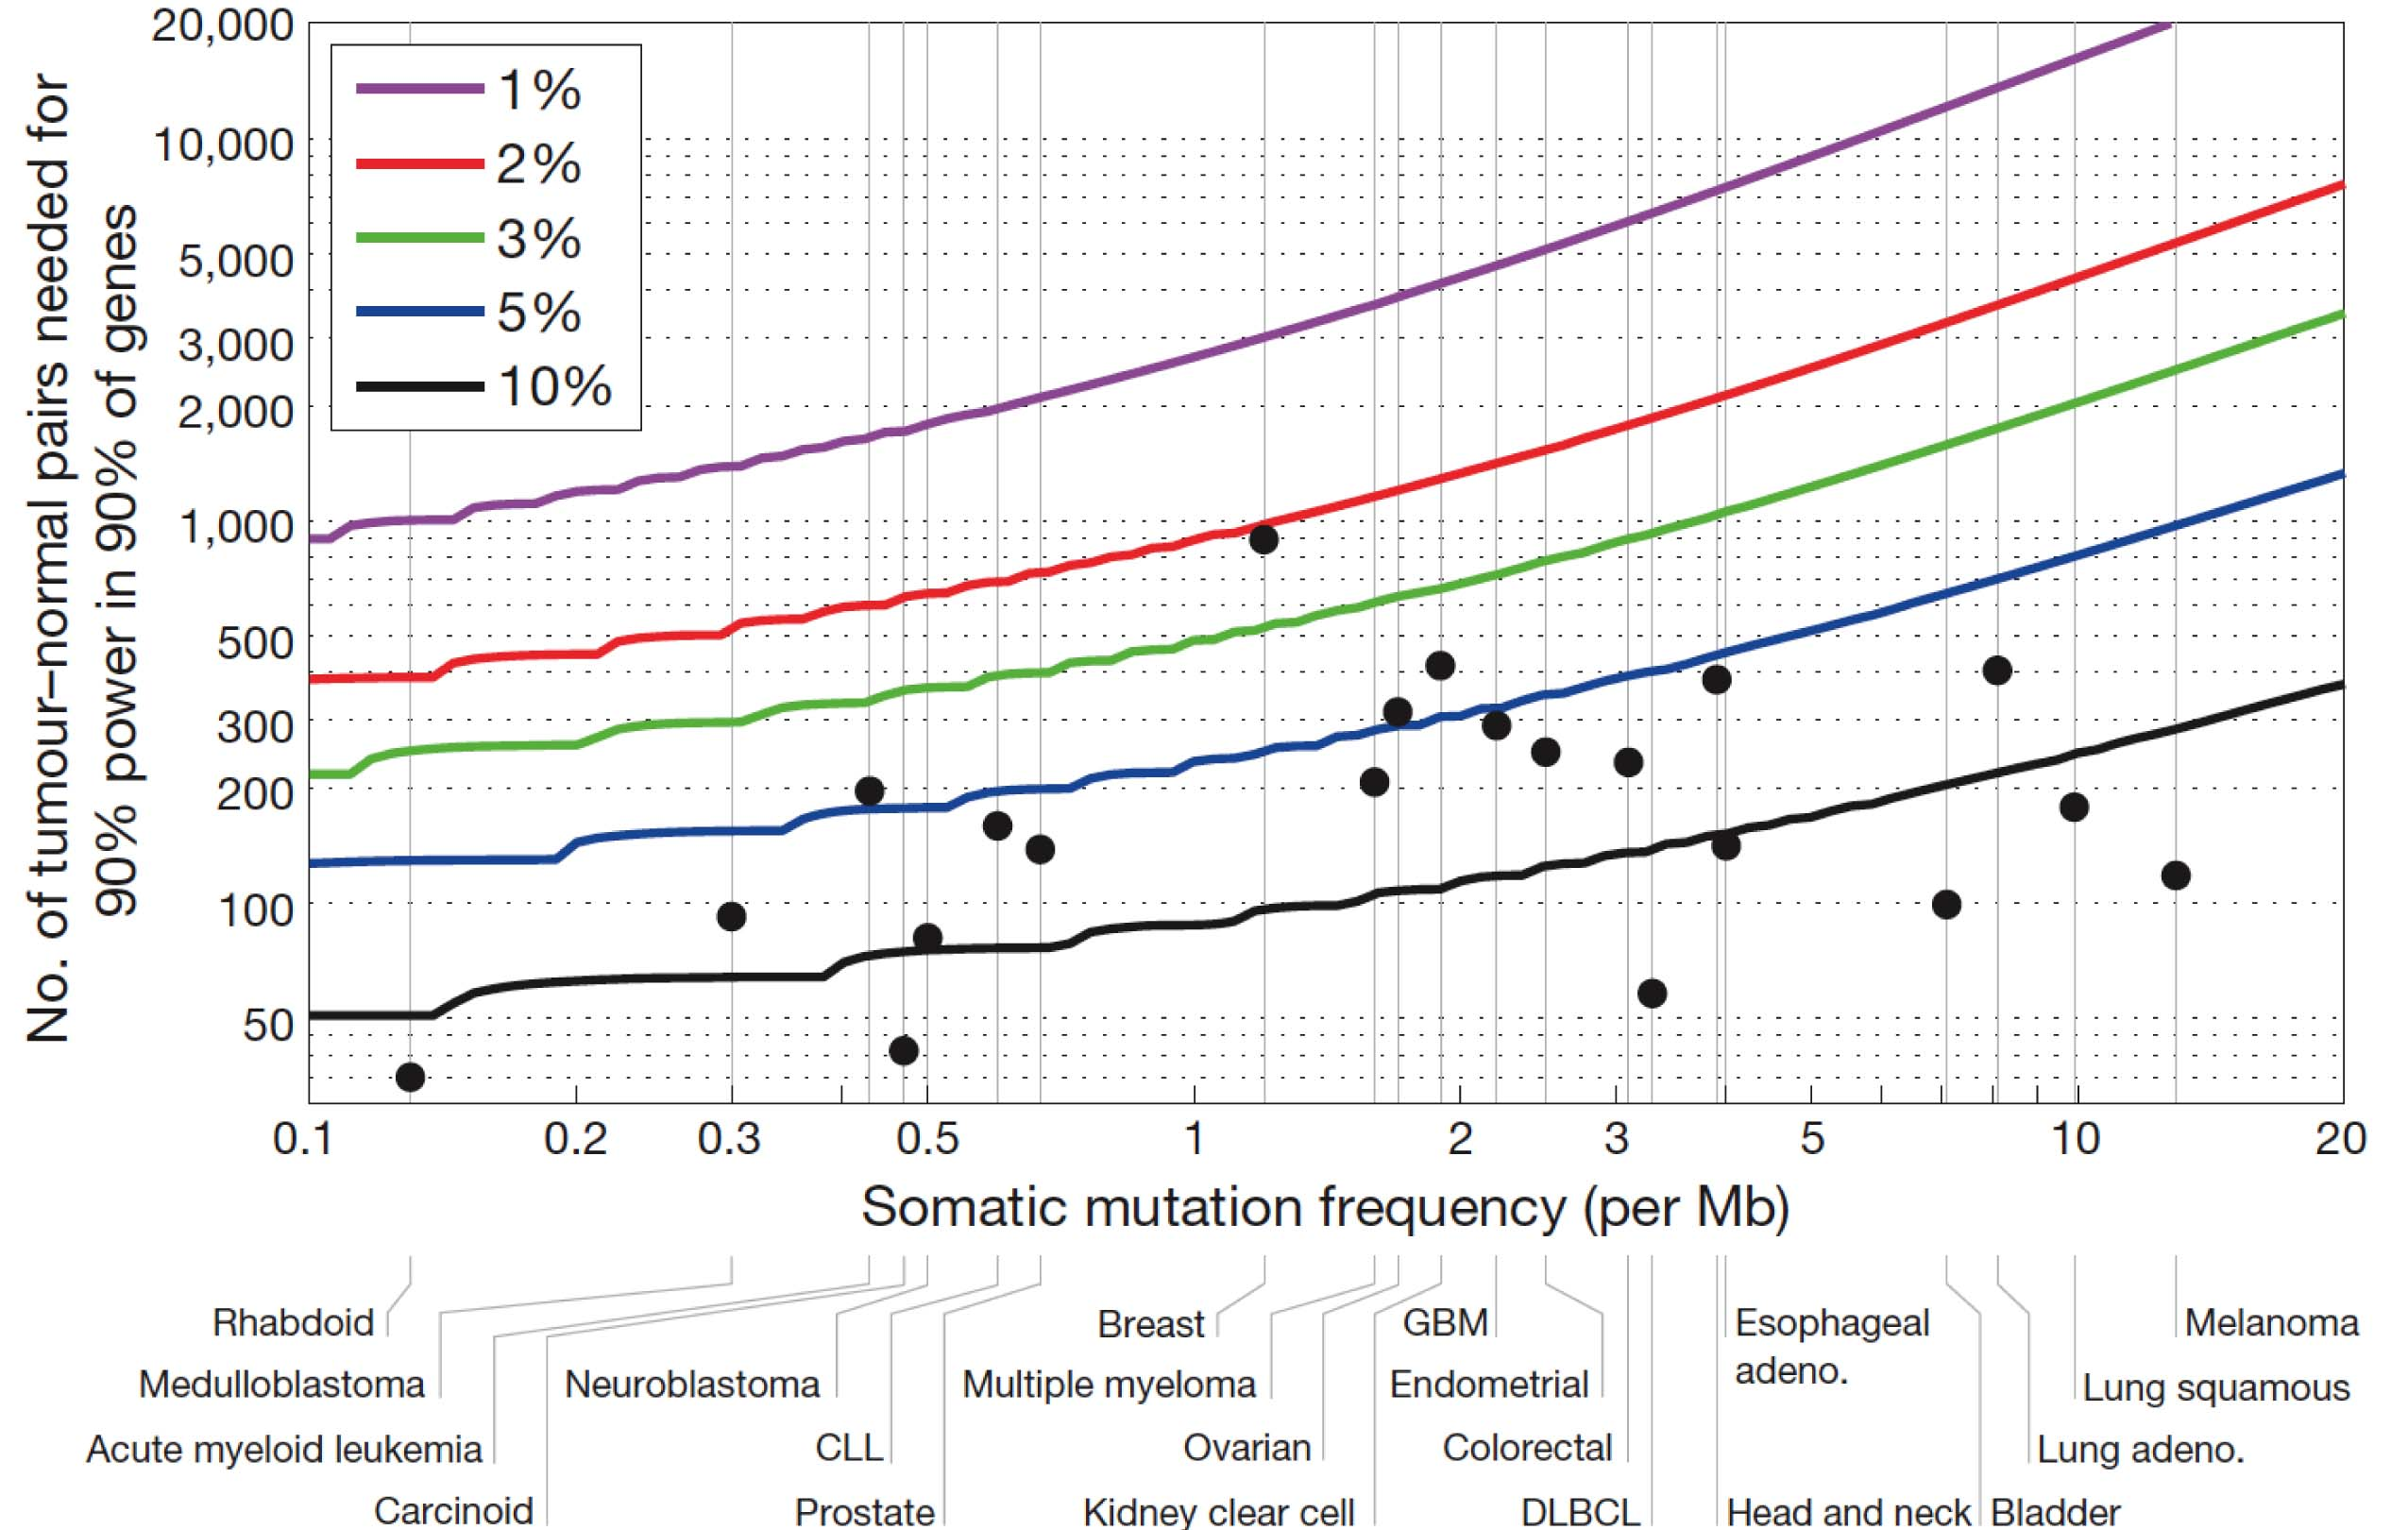 No. of tumour–normal pairs needed for
90% power in 90% of genes
20,000
10,000
5,000
3,000
2,000
1,000
500
300
200
100
50
1%
2%
3%
5%
10%
0.1 0.2 0.3 0.5 1 2 3 5 10 20
Somatic mutation frequency (per Mb)
Rhabdoid Breast GBM Esophageal adeno. Melanoma
Medulloblastoma Neuroblastoma Multiple myeloma Endometrial Lung squamous
Acute myeloid leukemia CLL Ovarian Colorectal Lung adeno.
Carcinoid Prostate Kidney clear cell DLBCL Head and neck Bladder